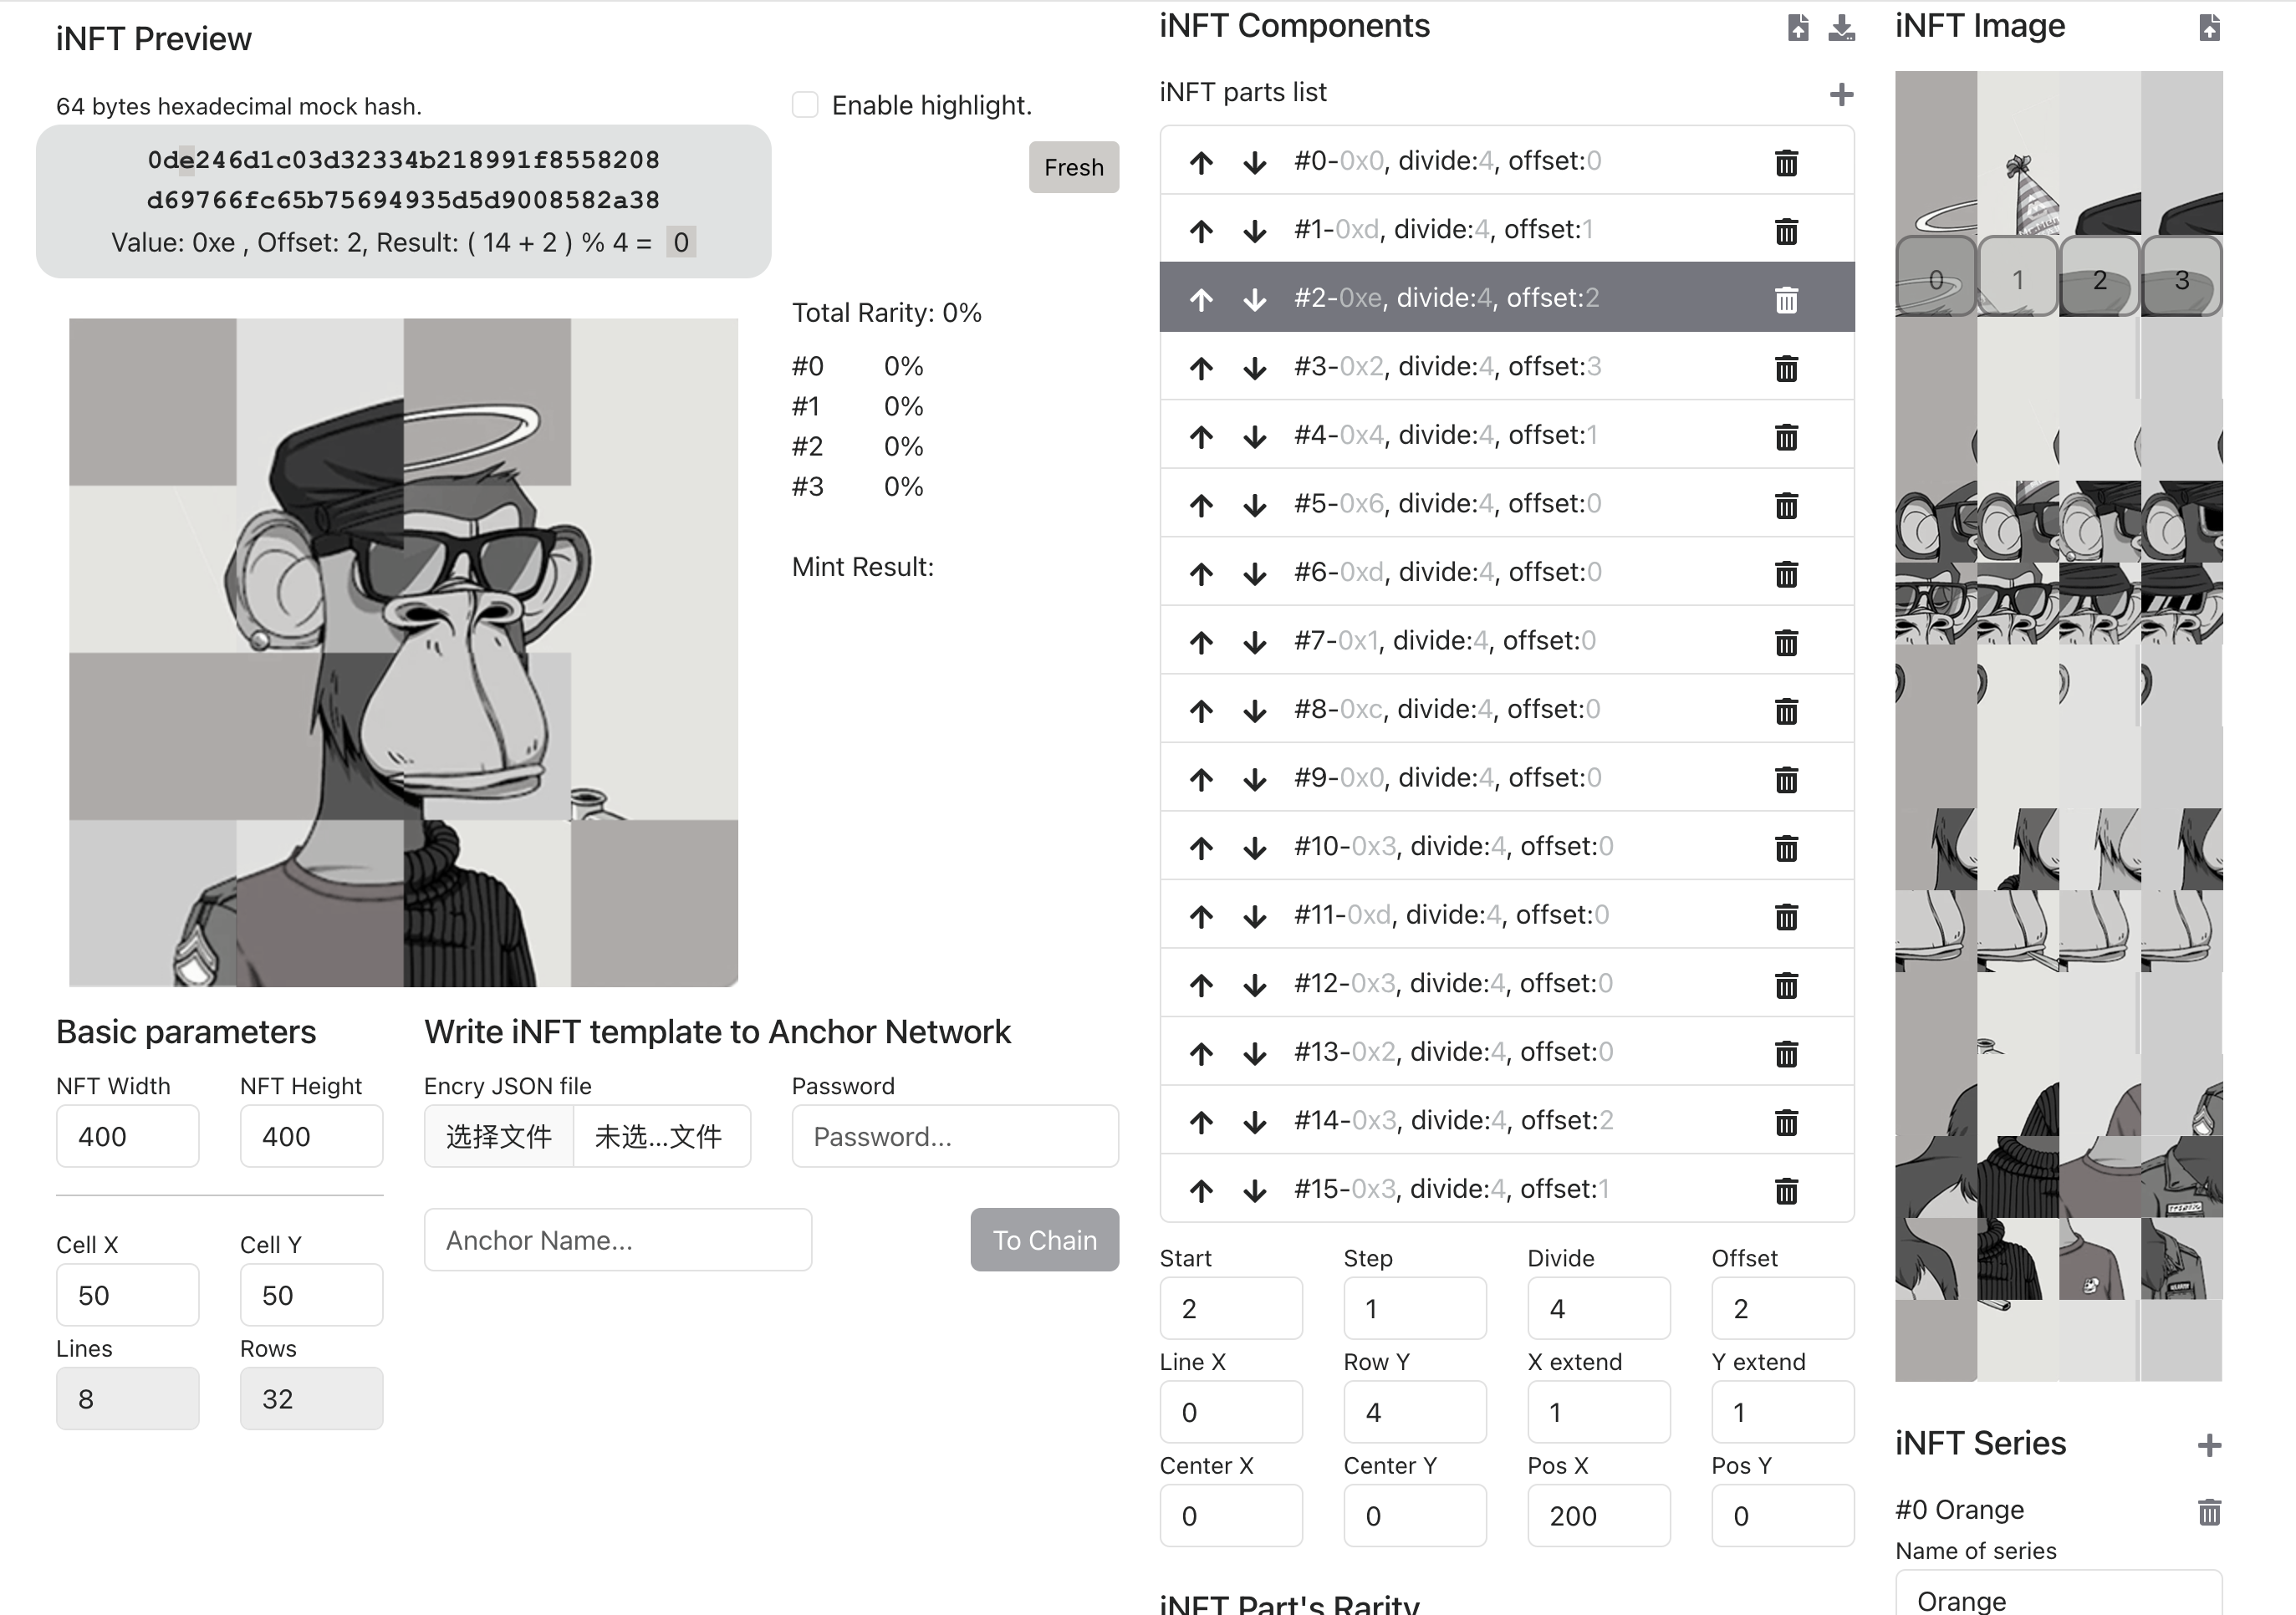 iNFT Preview
64 bytes hexadecimal mock hash.
0de246d1c03d32334b218991f8558208
d69766fc65b75694935d5d9008582a38
Value: 0xe , Offset: 2, Result: ( 14 + 2 ) % 4 = 0
Enable highlight.
Fresh
Total Rarity: 0%
#0 0%
#1 0%
#2 0%
#3 0%
Mint Result:
Basic parameters
NFT Width
NFT Height
400
400
Cell X
Cell Y
50
50
Lines
Rows
8
32
Write iNFT template to Anchor Network
Encry JSON file
Password
选择文件
未选...文件
Password...
Anchor Name...
To Chain
iNFT Components
iNFT parts list
#0-0x0, divide:4, offset:0
#1-0xd, divide:4, offset:1
#2-0xe, divide:4, offset:2
#3-0x2, divide:4, offset:3
#4-0x4, divide:4, offset:1
#5-0x6, divide:4, offset:0
#6-0xd, divide:4, offset:0
#7-0x1, divide:4, offset:0
#8-0xc, divide:4, offset:0
#9-0x0, divide:4, offset:0
#10-0x3, divide:4, offset:0
#11-0xd, divide:4, offset:0
#12-0x3, divide:4, offset:0
#13-0x2, divide:4, offset:0
#14-0x3, divide:4, offset:2
#15-0x3, divide:4, offset:1
Start
Step
Divide
Offset
2
1
4
2
Line X
Row Y
X extend
Y extend
0
4
1
1
Center X
Center Y
Pos X
Pos Y
0
0
200
0
iNFT Part's Rarity
iNFT Image
0
1
2
3
iNFT Series
#0 Orange
Name of series
Orange